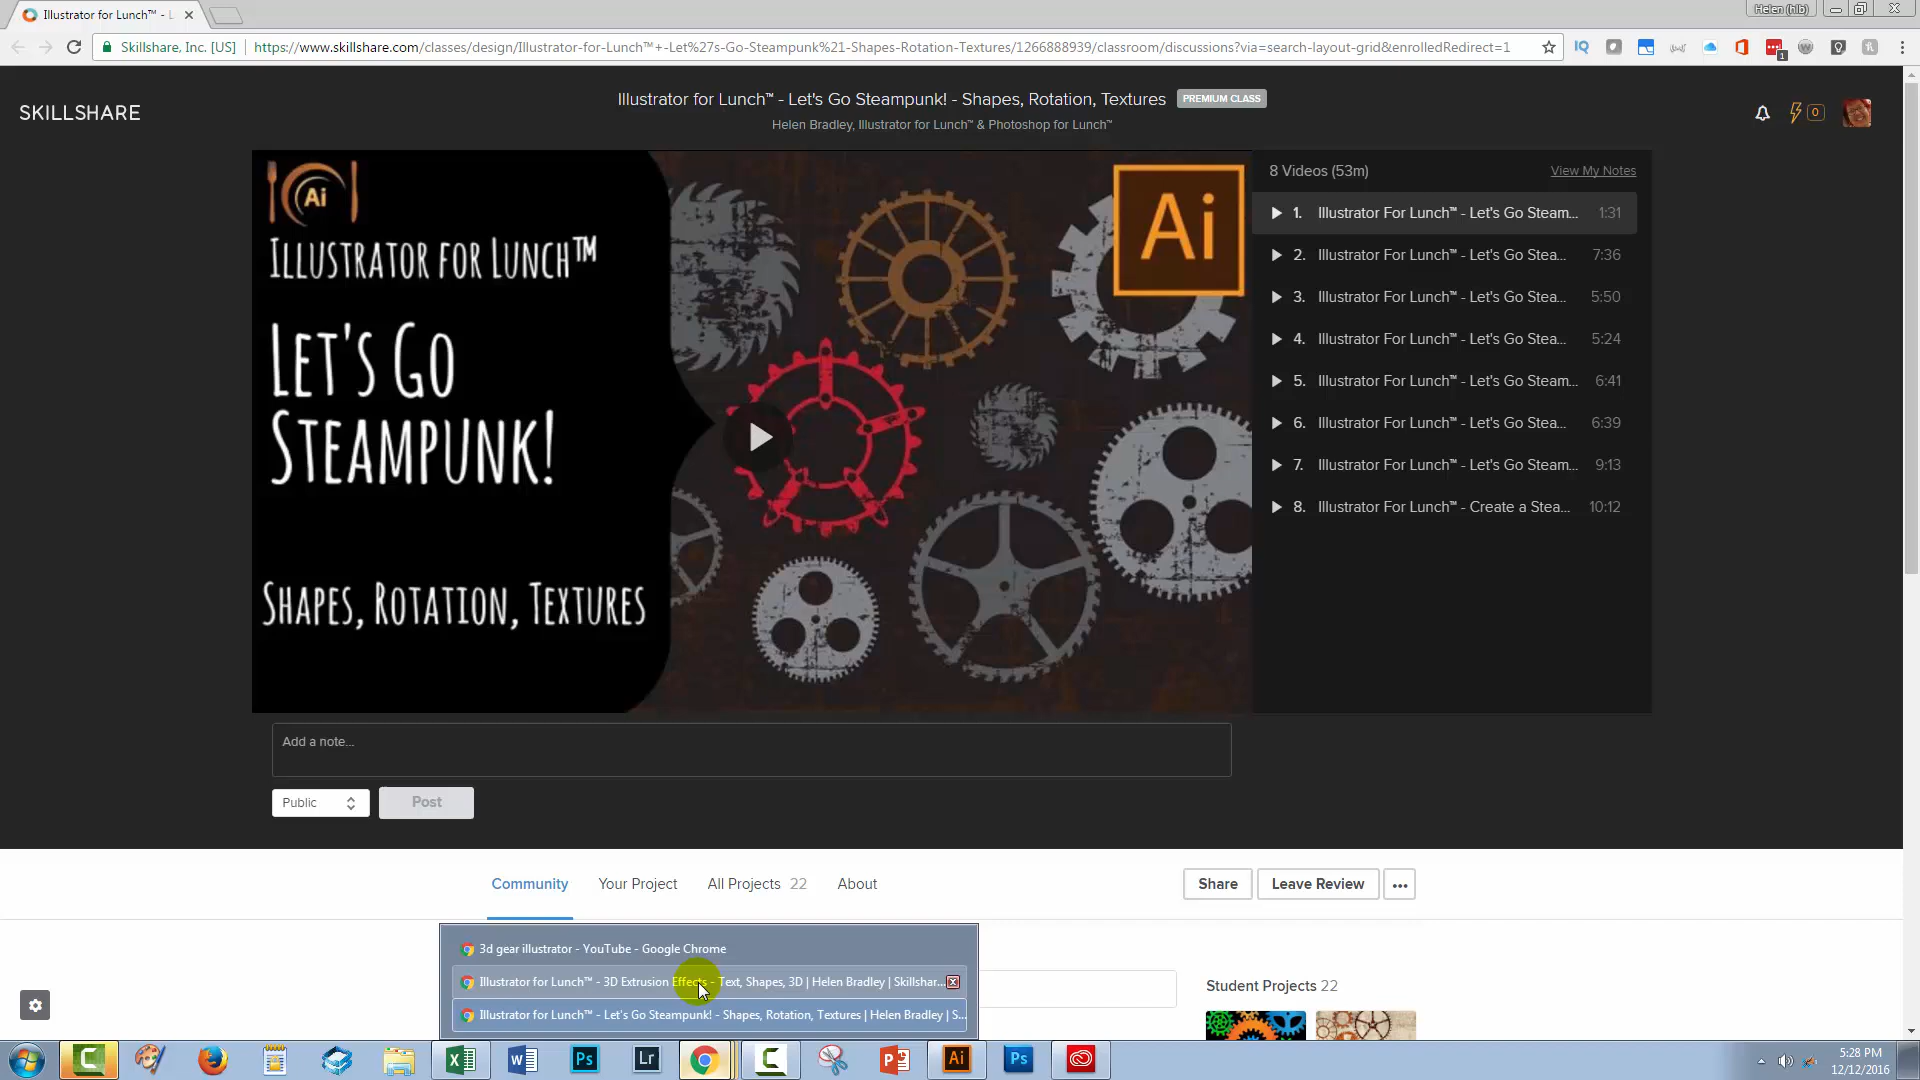 Illustrator for Lunch™ - L
Helen (hlb)
Skillshare, Inc. [US]
https://www.skillshare.com/classes/design/Illustrator-for-Lunch™+-Let%27s-Go-Steampunk%21-Shapes-Rotation-Textures/1266888939/classroom/discussions?via=search-layout-grid&enrolledRedirect=1
IQ
1
SKILLSHARE
Illustrator for Lunch™ - Let's Go Steampunk! - Shapes, Rotation, Textures
PREMIUM CLASS
Helen Bradley, Illustrator for Lunch™ & Photoshop for Lunch™
0
Ai
ILLUSTRATOR FOR LUNCH™
LET'S GO
STEAMPUNK!
SHAPES, ROTATION, TEXTURES
Ai
8 Videos (53m)
View My Notes
1. Illustrator For Lunch™ - Let's Go Steam... 1:31
2. Illustrator For Lunch™ - Let's Go Stea... 7:36
3. Illustrator For Lunch™ - Let's Go Stea... 5:50
4. Illustrator For Lunch™ - Let's Go Stea... 5:24
5. Illustrator For Lunch™ - Let's Go Steam... 6:41
6. Illustrator For Lunch™ - Let's Go Stea... 6:39
7. Illustrator For Lunch™ - Let's Go Steam... 9:13
8. Illustrator For Lunch™ - Create a Stea... 10:12
Add a note...
Public
Post
Community
Your Project
All Projects 22
About
Share
Leave Review
3d gear illustrator - YouTube - Google Chrome
Illustrator for Lunch™ - 3D Extrusion Effects - Text, Shapes, 3D | Helen Bradley | Skillshar...
Illustrator for Lunch™ - Let's Go Steampunk! - Shapes, Rotation, Textures | Helen Bradley | S...
Student Projects 22
Ps
Lr
Ai
Ps
5:28 PM
12/12/2016